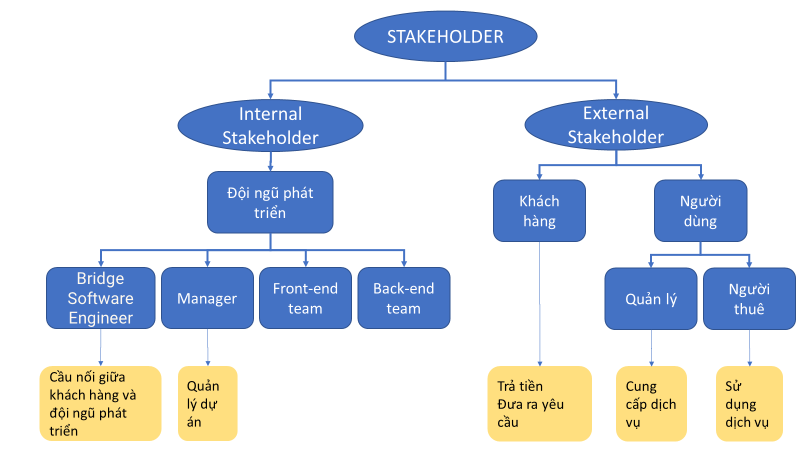 STAKEHOLDER
Internal
Stakeholder
External
Stakeholder
Đội ngũ phát
triển
Khách
hàng
Người
dùng
Bridge
Software
Engineer
Manager
Front-end
team
Back-end
team
Quản lý
Người
thuê
Cầu nối giữa
khách hàng và
đội ngũ phát
triển
Quản
lý dự
án
Trả tiền
Đưa ra yêu
cầu
Cung
cấp dịch
vụ
Sử
dụng
dịch vụ